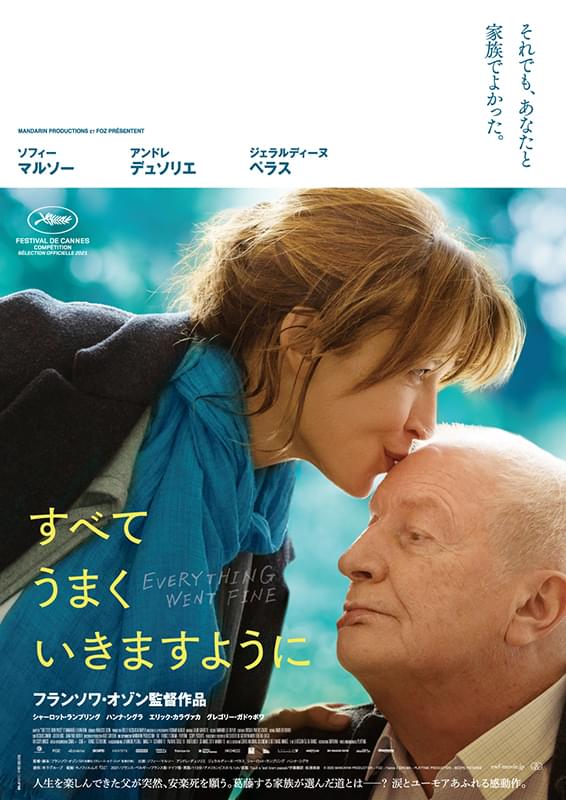 それでも、あなたと
家族でよかった。
MANDARIN PRODUCTIONS ET FOZ PRÉSENTENT
ソフィー
マルソー
アンドレ
デュソリエ
ジェラルディーヌ
ペラス
FESTIVAL DE CANNES
COMPÉTITION
SÉLECTION OFFICIELLE 2021
すべて
うまく
いきますように
EVERYTHING
WENT FINE
フランソワ・オゾン監督作品
シャーロット・ランプリング ハンナ・シグラ エリック・カラヴァカ グレゴリー・ガドゥボワ
人生を楽しんできた父が突然、安楽死を願う。葛藤する家族が選んだ道とは――? 涙とユーモアあふれる感動作。